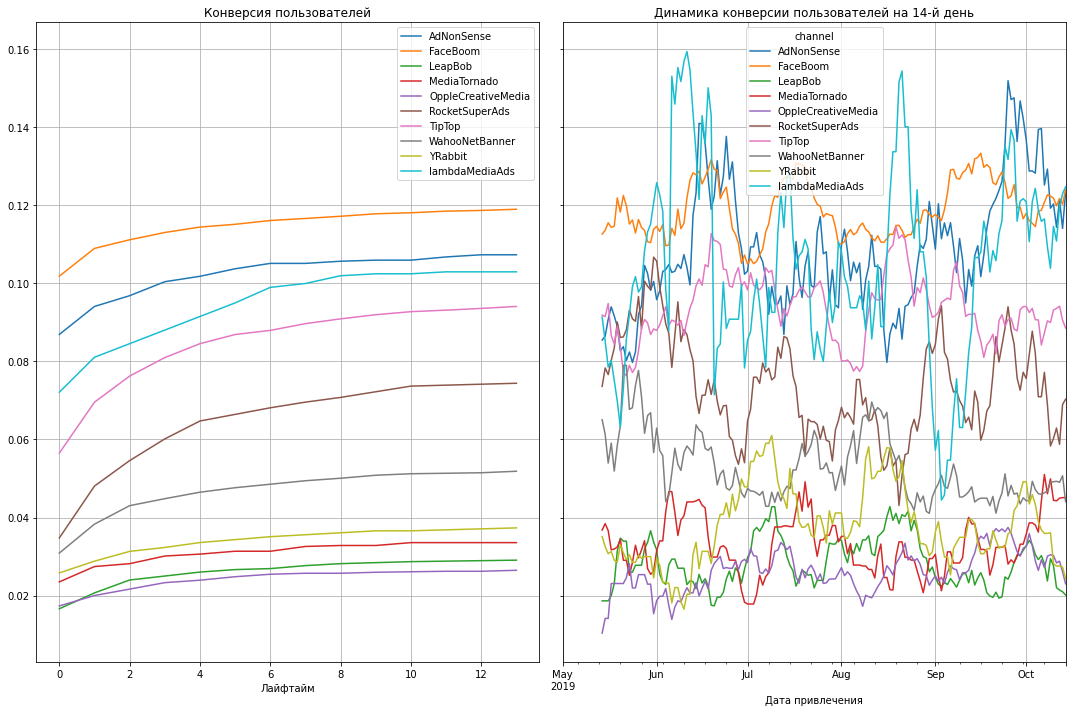 Конверсия пользователей
0.16
0.14
0.12
0.10
0.08
0.06
0.04
0.02
0 2 4 6 8 10 12
Лайфтайм
AdNonSense
FaceBoom
LeapBob
MediaTornado
OppleCreativeMedia
RocketSuperAds
TipTop
WahooNetBanner
YRabbit
lambdaMediaAds
Динамика конверсии пользователей на 14-й день
channel
AdNonSense
FaceBoom
LeapBob
MediaTornado
OppleCreativeMedia
RocketSuperAds
TipTop
WahooNetBanner
YRabbit
lambdaMediaAds
May Jun Jul Aug Sep Oct
2019
Дата привлечения